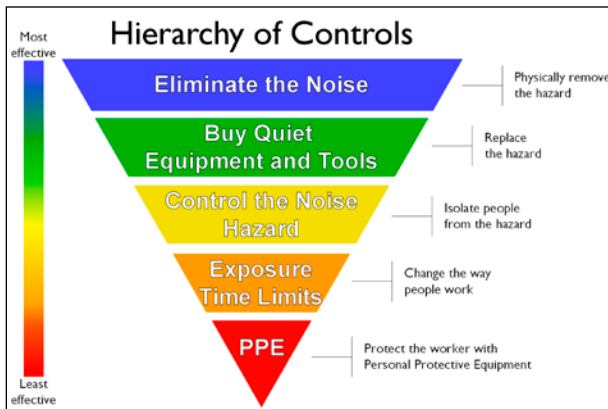 Hierarchy of Controls
Most
effective
Eliminate the Noise
Physically remove
the hazard
Buy Quiet
Equipment and Tools
Replace
the hazard
Control the Noise
Hazard
Isolate people
from the hazard
Exposure
Time Limits
Change the way
people work
PPE
Protect the worker with
Personal Protective Equipment
Least
effective